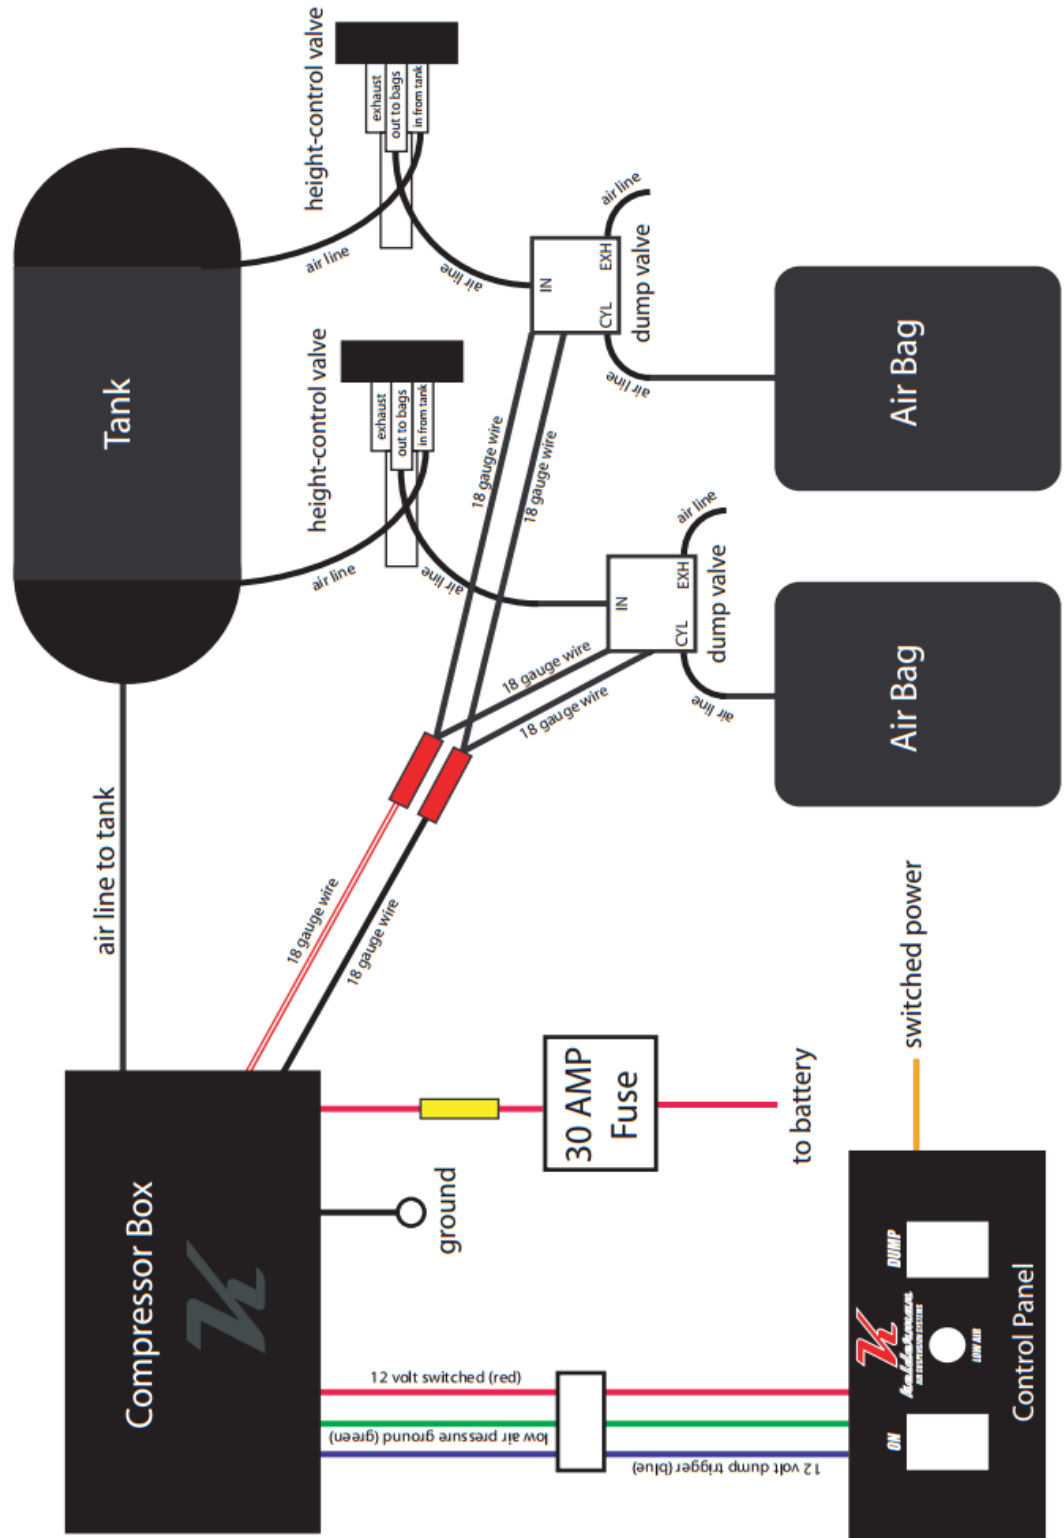 Tank
height-control valve
exhaust
out to bags
in from tank
air line
air line
height-control valve
exhaust
out to bags
in from tank
air line
air line
IN
EXH
CYL
dump valve
air line
air line
Air Bag
18 gauge wire
18 gauge wire
IN
EXH
CYL
dump valve
air line
air line
Air Bag
18 gauge wire
18 gauge wire
air line to tank
18 gauge wire
18 gauge wire
Compressor Box
K
ground
30 AMP
Fuse
to battery
switched power
12 volt switched (red)
low air pressure ground (green)
12 volt dump trigger (blue)
ON
K
kelderman
AIR SUSPENSION SYSTEMS
LOW AIR
DUMP
Control Panel